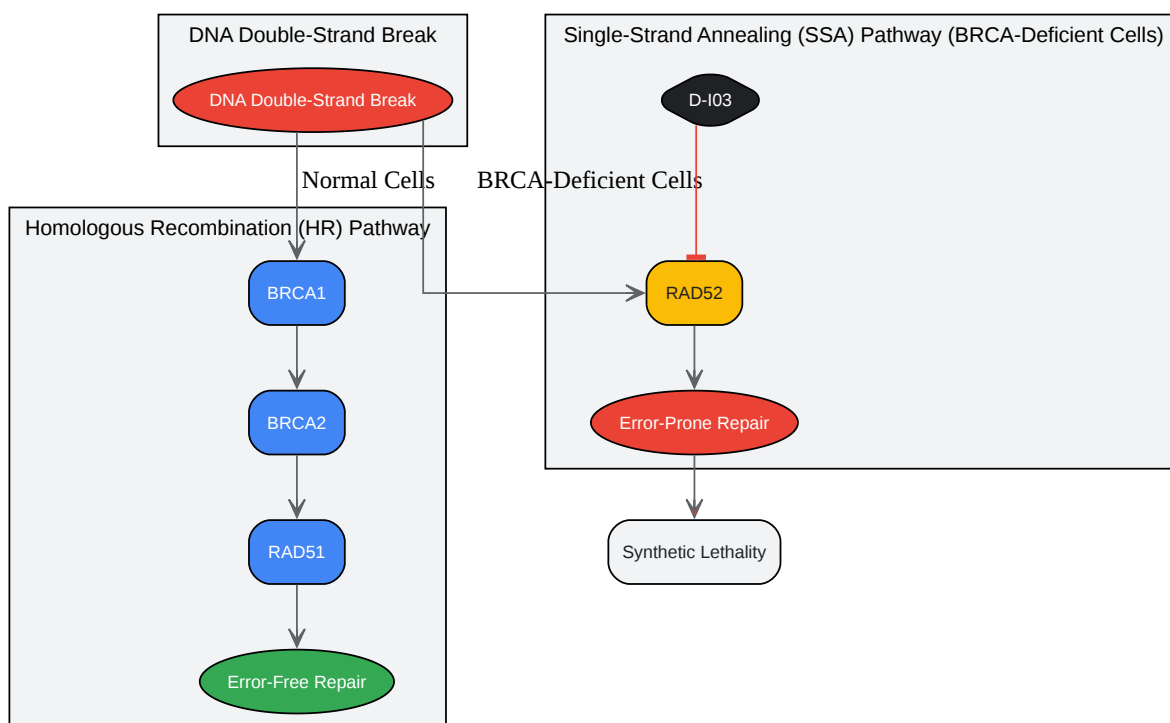 DNA Double-Strand Break
DNA Double-Strand Break
Single-Strand Annealing (SSA) Pathway (BRCA-Deficient Cells)
D-I03
Normal Cells
BRCA-Deficient Cells
Homologous Recombination (HR) Pathway
BRCA1
RAD52
BRCA2
Error-Prone Repair
RAD51
Synthetic Lethality
Error-Free Repair